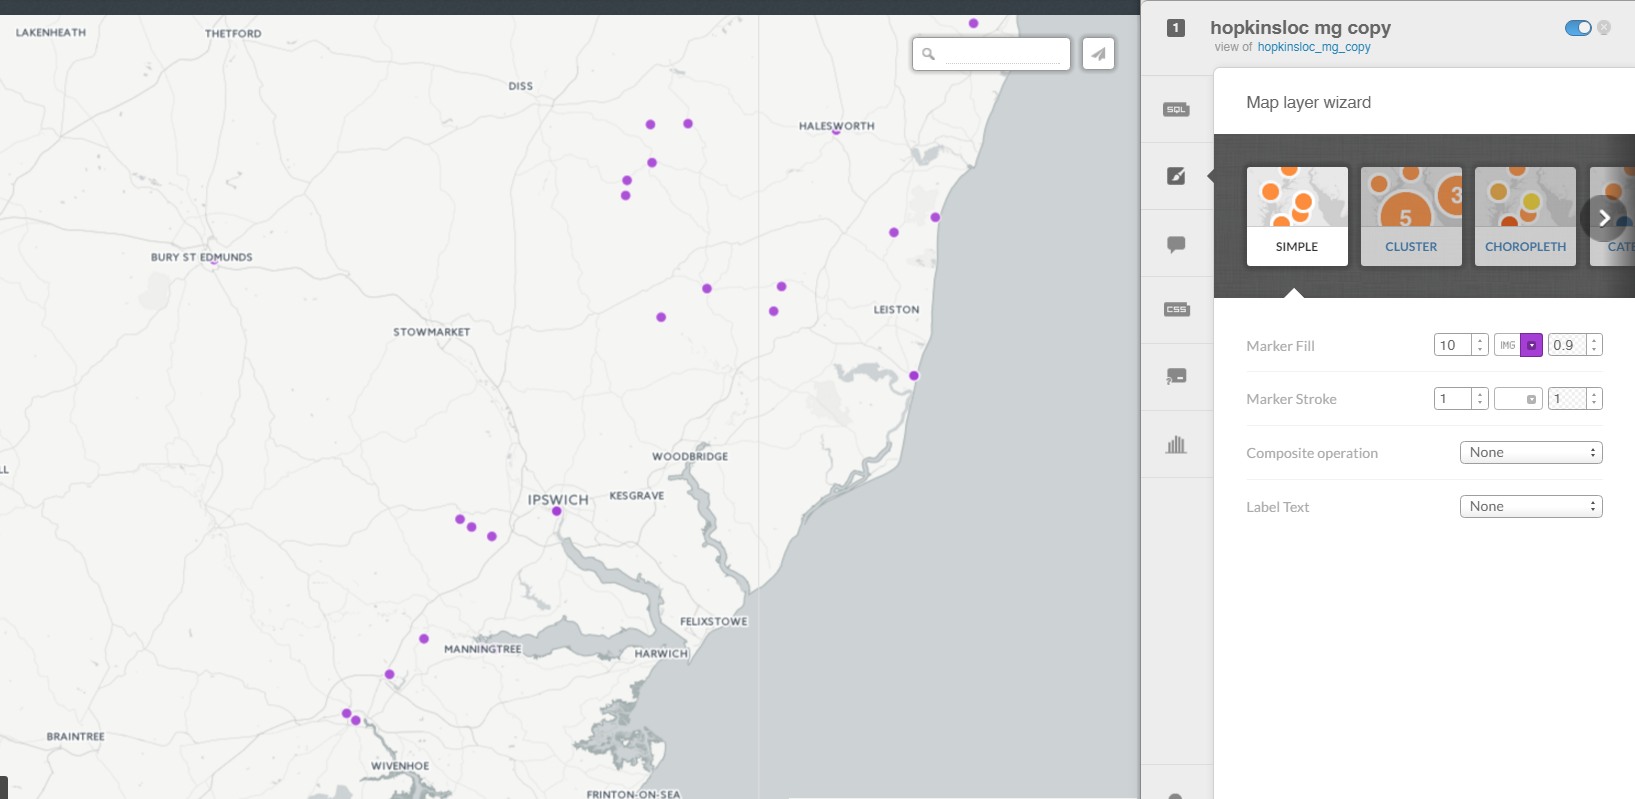 LAKENHEATH
THETFORD
DISS
HALESWORTH
BURY ST EDMUNDS
STOWMARKET
LEISTON
WOODBRIDGE
IPSWICH
KESGRAVE
FELIXSTOWE
MANNINGTREE
HARWICH
BRAINTREE
WIVENHOE
FRINTON-ON-SEA
LL
1
hopkinsloc mg copy
view of hopkinsloc_mg_copy
SQL
CSS
?
Map layer wizard
5
3
SIMPLE
CLUSTER
CHOROPLETH
CATE
Marker Fill
10
IMG
0.9
Marker Stroke
1
1
Composite operation
None
Label Text
None